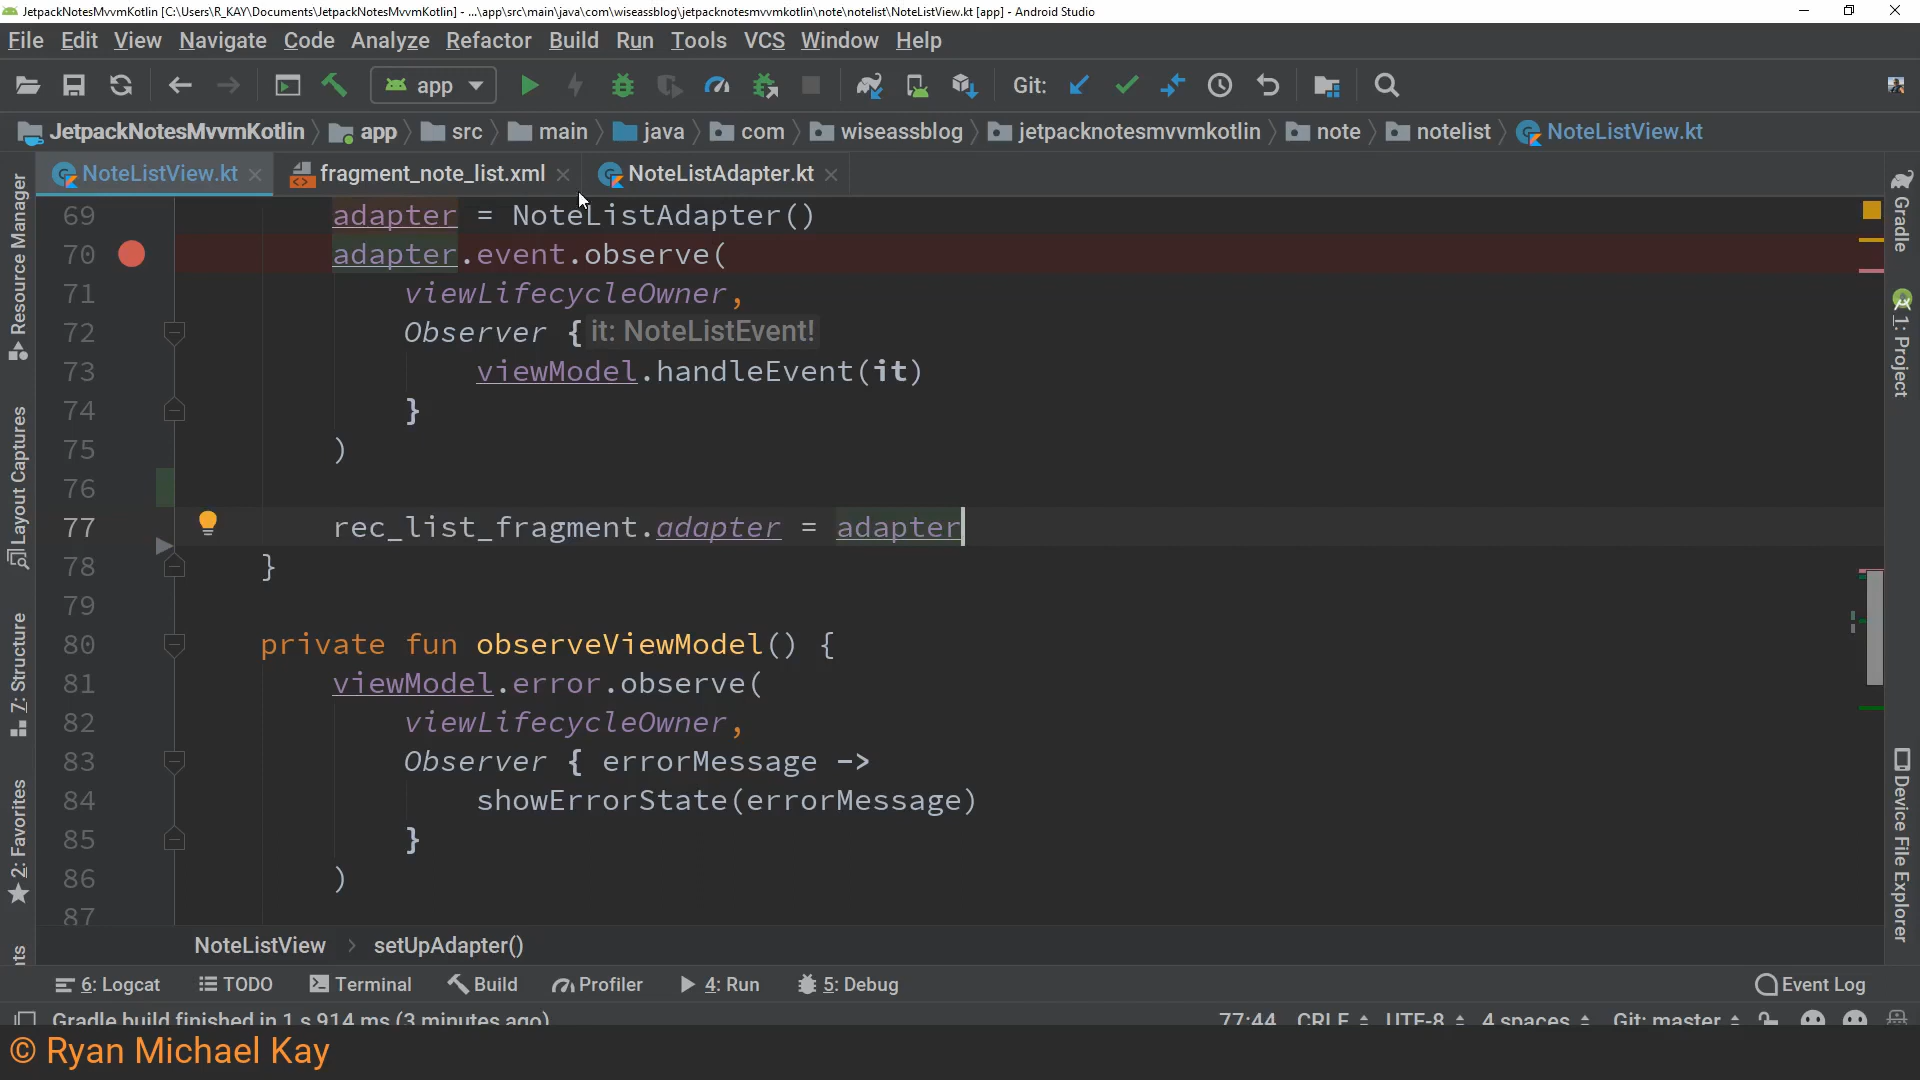 JetpackNotesMvvmKotlin [C:\Users\R_KAY\Documents\JetpackNotesMvvmKotlin] - ...\app\src\main\java\com\wiseassblog\jetpacknotesmvvmkotlin\note\notelist\NoteListView.kt [app] - Android Studio
File Edit View Navigate Code Analyze Refactor Build Run Tools VCS Window Help
app Git:
JetpackNotesMvvmKotlin app src main java com wiseassblog jetpacknotesmvvmkotlin note notelist NoteListView.kt
NoteListView.kt fragment_note_list.xml NoteListAdapter.kt
69 adapter = NoteListAdapter()
70 adapter.event.observe(
71 viewLifecycleOwner,
72 Observer { it: NoteListEvent!
73 viewModel.handleEvent(it)
74 }
75 )
76
77 rec_list_fragment.adapter = adapter
78 }
79
80 private fun observeViewModel() {
81 viewModel.error.observe(
82 viewLifecycleOwner,
83 Observer { errorMessage ->
84 showErrorState(errorMessage)
85 }
86 )
87
Resource Manager
Layout Captures
7: Structure
2: Favorites
Gradle
1: Project
Device File Explorer
NoteListView > setUpAdapter()
6: Logcat TODO Terminal Build Profiler 4: Run 5: Debug Event Log
Gradle build finished in 1 s 914 ms (3 minutes ago) 77:44 CRLF UTF-8 4 spaces Git: master
© Ryan Michael Kay